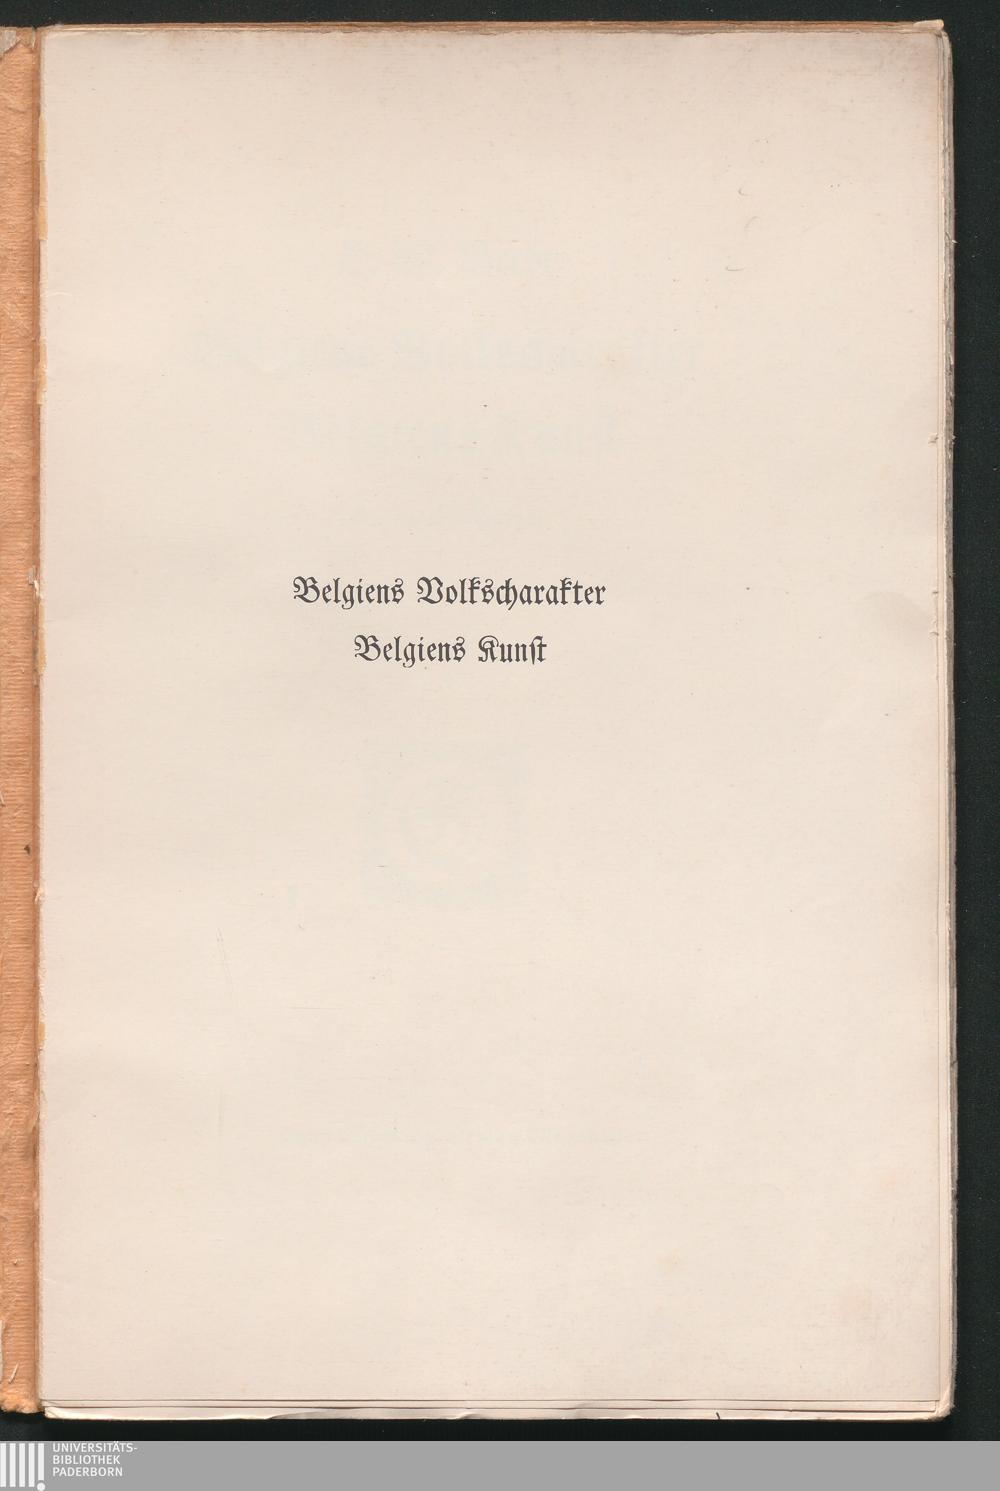 Belgiens Volkscharakter
Belgiens Kunst
UNIVERSITÄTS-
BIBLIOTHEK
PADERBORN